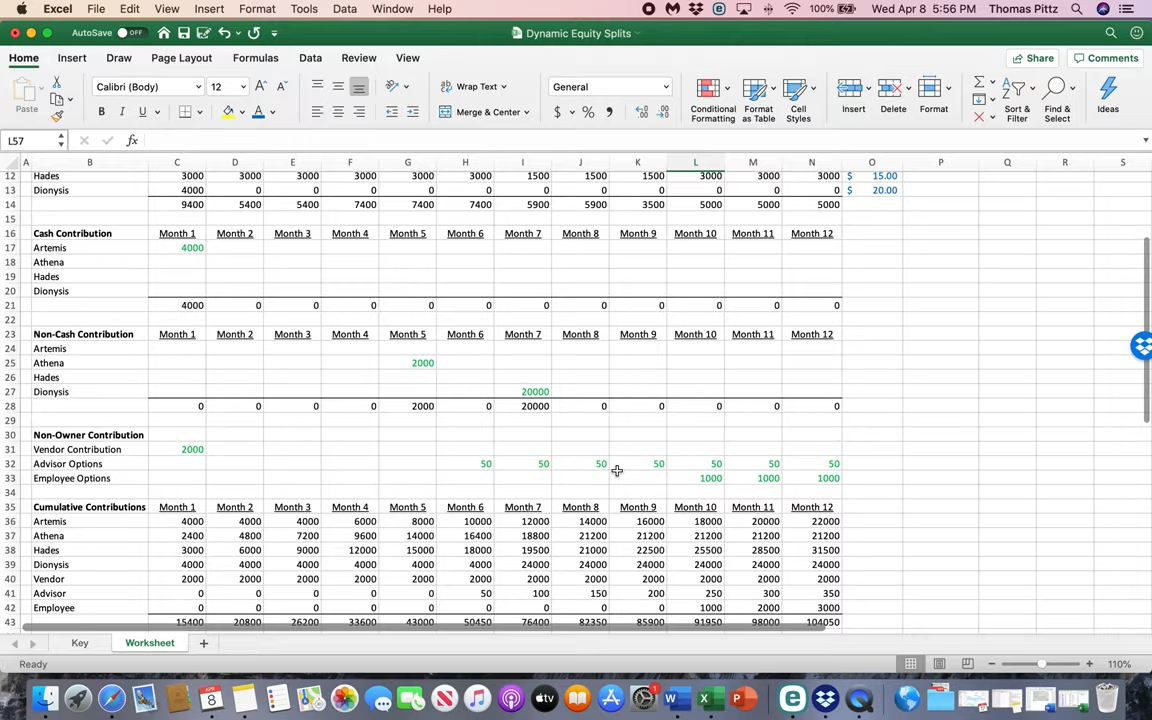 Excel File Edit View Insert Format Tools Data Window Help 100% Wed Apr 8 5:56 PM Thomas Pittz
AutoSave OFF Dynamic Equity Splits
Home Insert Draw Page Layout Formulas Data Review View Share Comments
Paste Calibri (Body) 12 A A Wrap Text General Conditional Formatting Format as Table Cell Styles Insert Delete Format Sort & Filter Find & Select Ideas
B I U A Merge & Center $ % 9
L57 fx
A B C D E F G H I J K L M N O P Q R S
12 Hades 3000 3000 3000 3000 3000 3000 1500 1500 1500 3000 3000 3000 $ 15.00
13 Dionysis 4000 0 0 0 0 0 0 0 0 0 0 0 $ 20.00
14 9400 5400 5400 7400 7400 7400 5900 5900 3500 5000 5000 5000
15
16 Cash Contribution Month 1 Month 2 Month 3 Month 4 Month 5 Month 6 Month 7 Month 8 Month 9 Month 10 Month 11 Month 12
17 Artemis 4000
18 Athena
19 Hades
20 Dionysis
21 4000 0 0 0 0 0 0 0 0 0 0 0
22
23 Non-Cash Contribution Month 1 Month 2 Month 3 Month 4 Month 5 Month 6 Month 7 Month 8 Month 9 Month 10 Month 11 Month 12
24 Artemis
25 Athena 2000
26 Hades
27 Dionysis 20000
28 0 0 0 0 2000 0 20000 0 0 0 0 0
29
30 Non-Owner Contribution
31 Vendor Contribution 2000
32 Advisor Options 50 50 50 50 50 50 50
33 Employee Options 1000 1000 1000
34
35 Cumulative Contributions Month 1 Month 2 Month 3 Month 4 Month 5 Month 6 Month 7 Month 8 Month 9 Month 10 Month 11 Month 12
36 Artemis 4000 4000 4000 6000 8000 10000 12000 14000 16000 18000 20000 22000
37 Athena 2400 4800 7200 9600 14000 16400 18800 21200 21200 21200 21200 21200
38 Hades 3000 6000 9000 12000 15000 18000 19500 21000 22500 25500 28500 31500
39 Dionysis 4000 4000 4000 4000 4000 4000 24000 24000 24000 24000 24000 24000
40 Vendor 2000 2000 2000 2000 2000 2000 2000 2000 2000 2000 2000 2000
41 Advisor 0 0 0 0 0 50 100 150 200 250 300 350
42 Employee 0 0 0 0 0 0 0 0 0 1000 2000 3000
43 15400 20800 26200 33600 43000 50450 76400 82350 85900 91950 98000 104050
Key Worksheet
Ready 110%
APR 8 tv W X P